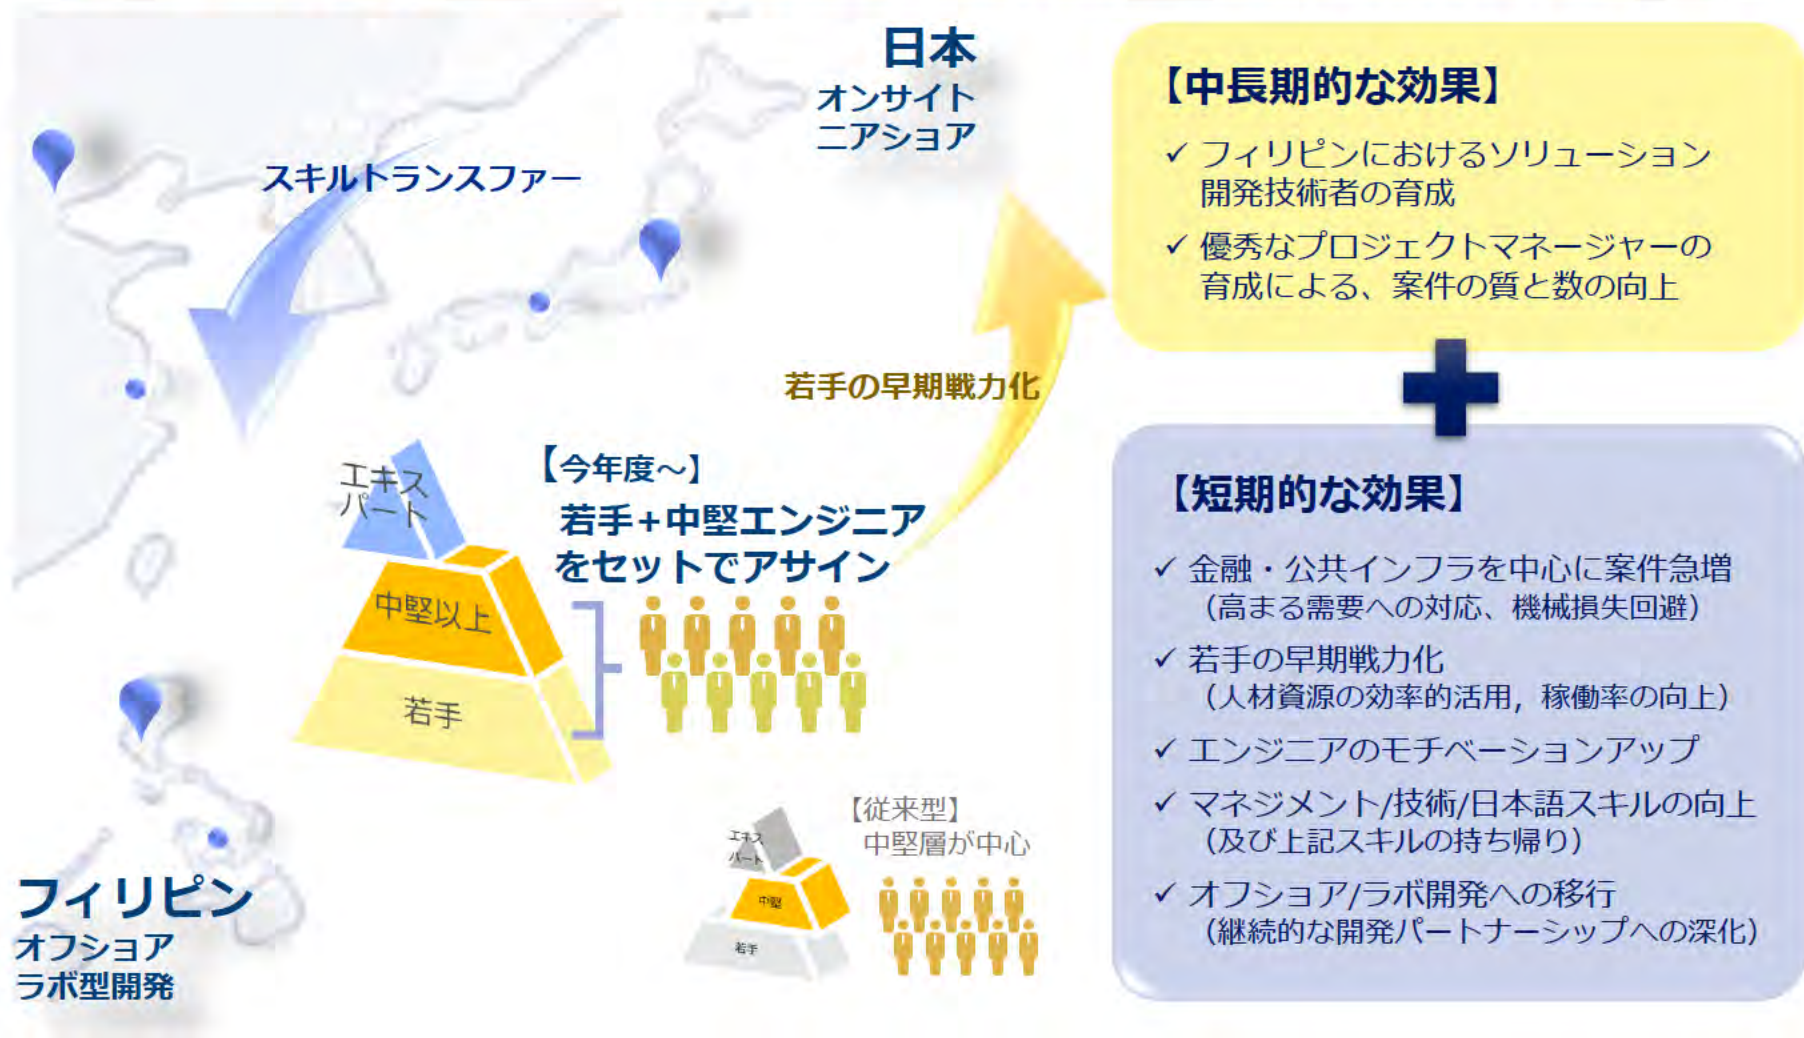 日本
オンサイト
ニアショア
スキルトランスファー
若手の早期戦力化
【今年度～】
若手+中堅エンジニア
をセットでアサイン
エキス
パート
中堅以上
若手
【従来型】
中堅層が中心
エキス
パート
中堅
若手
フィリピン
オフショア
ラボ型開発
【中長期的な効果】
✓ フィリピンにおけるソリューション
開発技術者の育成
✓ 優秀なプロジェクトマネージャーの
育成による、案件の質と数の向上
【短期的な効果】
✓ 金融・公共インフラを中心に案件急増
（高まる需要への対応、機械損失回避）
✓ 若手の早期戦力化
（人材資源の効率的活用，稼働率の向上）
✓ エンジニアのモチベーションアップ
✓ マネジメント/技術/日本語スキルの向上
（及び上記スキルの持ち帰り）
✓ オフショア/ラボ開発への移行
（継続的な開発パートナーシップへの深化）